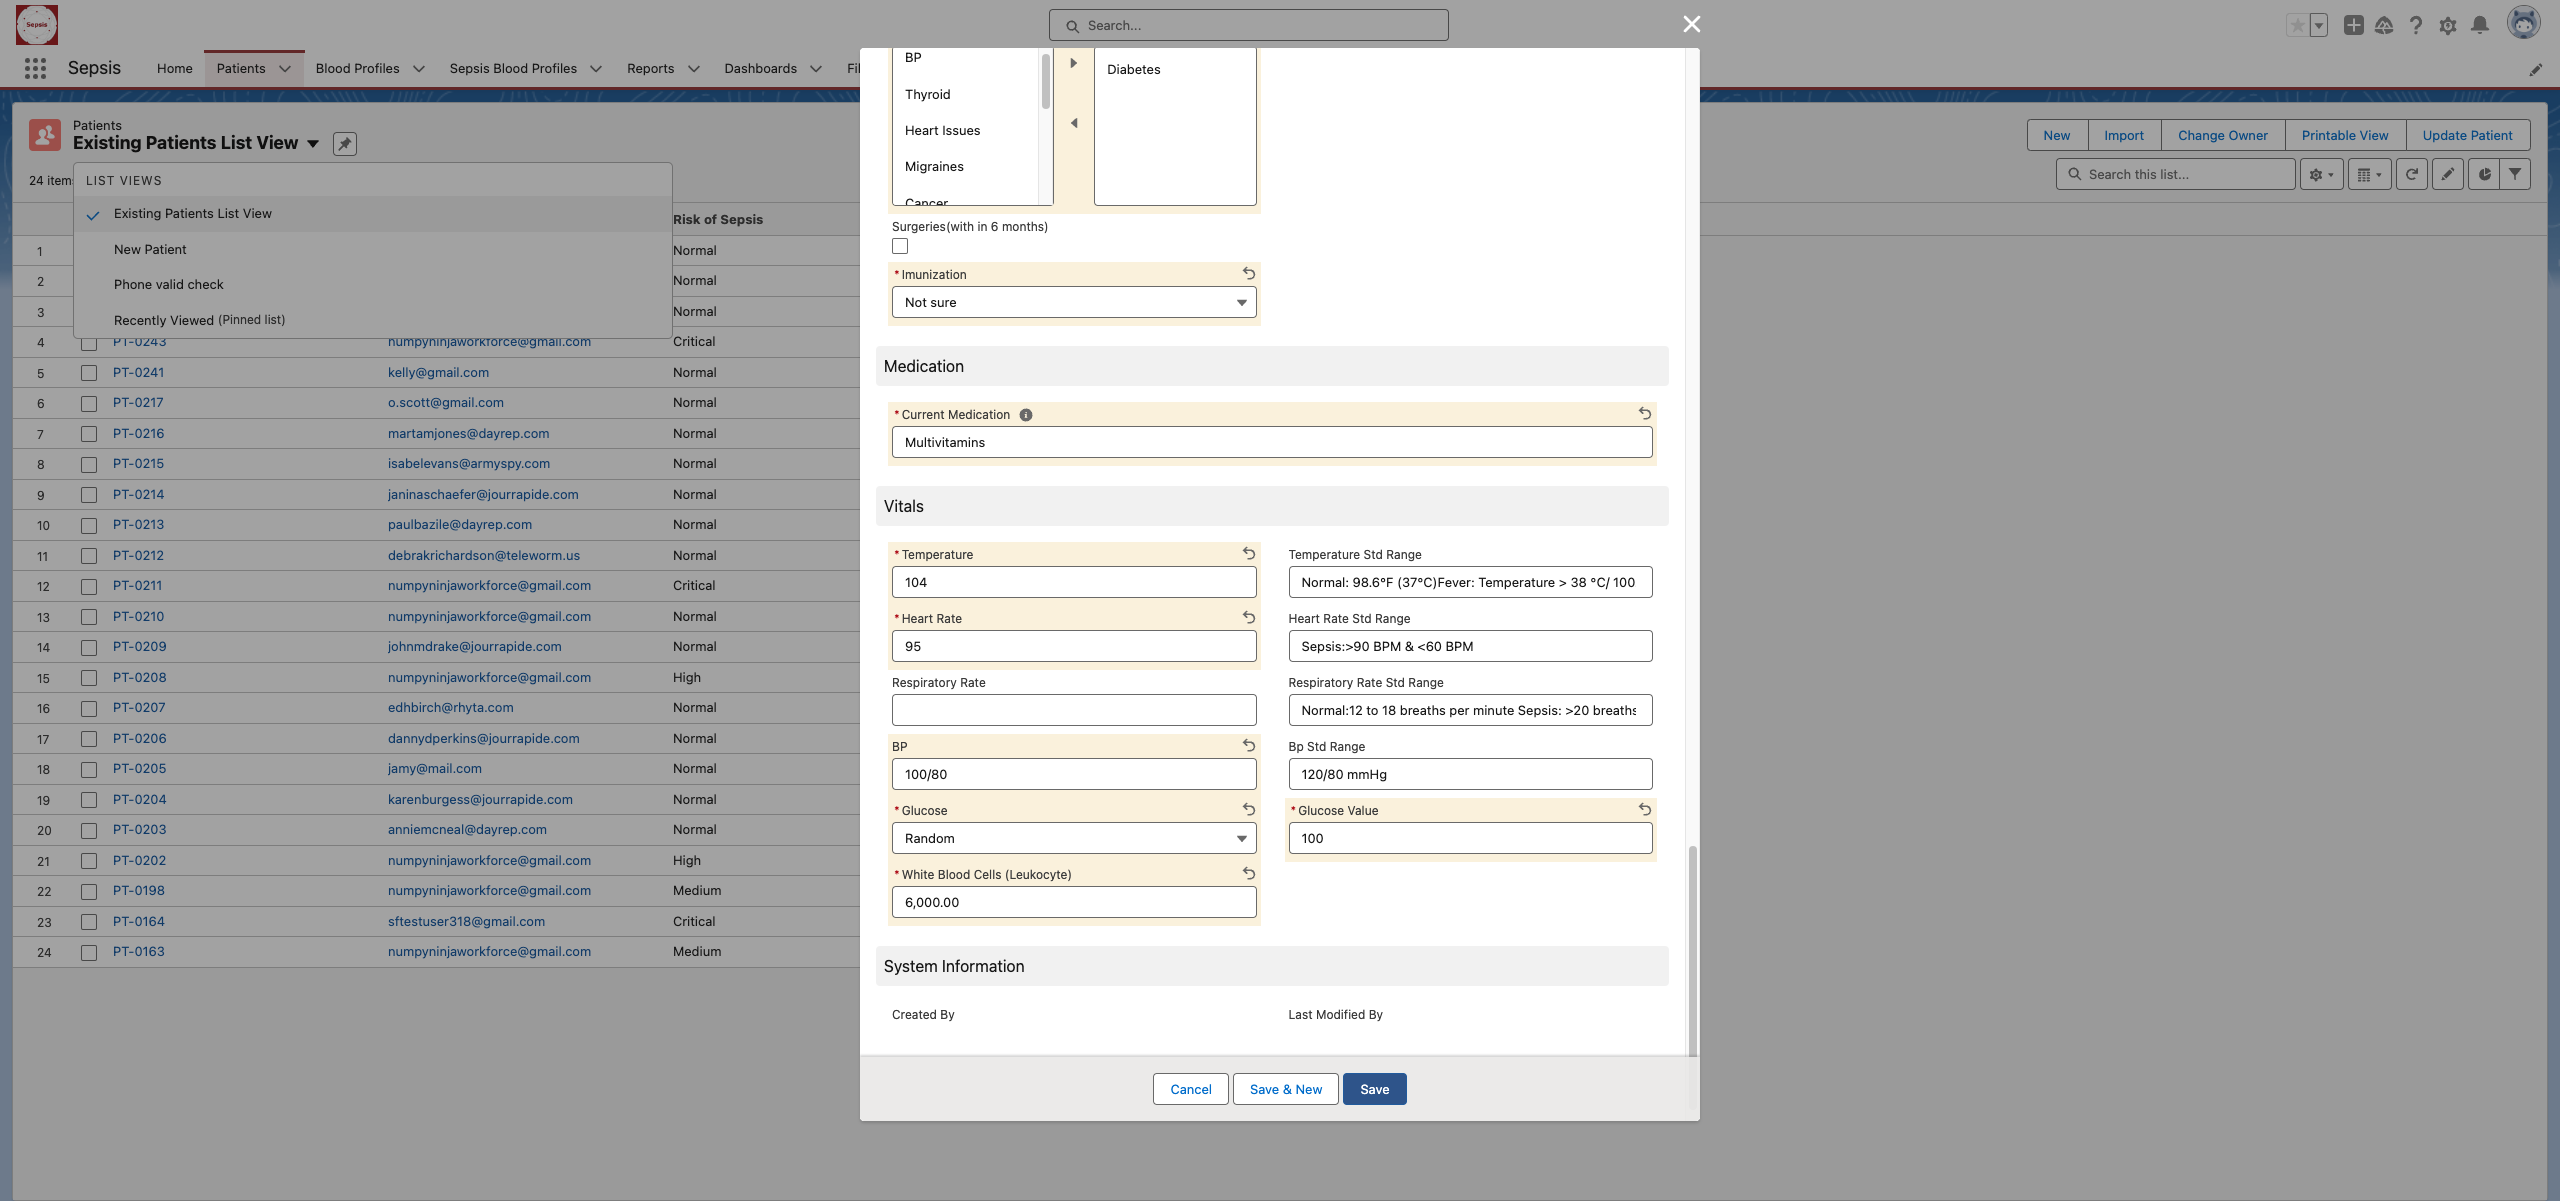 Sepsis
Search...
Sepsis
Home
Patients
Blood Profiles
Sepsis Blood Profiles
Reports
Dashboards
Patients
Existing Patients List View
New
Import
Change Owner
Printable View
Update Patient
24 items
Search this list...
LIST VIEWS
Existing Patients List View
New Patient
Phone valid check
Recently Viewed (Pinned list)
Risk of Sepsis
1 Normal
2 Normal
3 Normal
4 PT-0243 numpyninjaworkforce@gmail.com Critical
5 PT-0241 kelly@gmail.com Normal
6 PT-0217 o.scott@gmail.com Normal
7 PT-0216 martamjones@dayrep.com Normal
8 PT-0215 isabelevans@armyspy.com Normal
9 PT-0214 janinaschaefer@jourrapide.com Normal
10 PT-0213 paulbazile@dayrep.com Normal
11 PT-0212 debrakrichardson@teleworm.us Normal
12 PT-0211 numpyninjaworkforce@gmail.com Critical
13 PT-0210 numpyninjaworkforce@gmail.com Normal
14 PT-0209 johnmdrake@jourrapide.com Normal
15 PT-0208 numpyninjaworkforce@gmail.com High
16 PT-0207 edhbirch@rhyta.com Normal
17 PT-0206 dannydperkins@jourrapide.com Normal
18 PT-0205 jamy@mail.com Normal
19 PT-0204 karenburgess@jourrapide.com Normal
20 PT-0203 anniemcneal@dayrep.com Normal
21 PT-0202 numpyninjaworkforce@gmail.com High
22 PT-0198 numpyninjaworkforce@gmail.com Medium
23 PT-0164 sftestuser318@gmail.com Critical
24 PT-0163 numpyninjaworkforce@gmail.com Medium
BP
Thyroid
Heart Issues
Migraines
Cancer
Diabetes
Surgeries(with in 6 months)
*Imunization
Not sure
Medication
*Current Medication
Multivitamins
Vitals
*Temperature
104
Temperature Std Range
Normal: 98.6°F (37°C)Fever: Temperature > 38 °C/ 100
*Heart Rate
95
Heart Rate Std Range
Sepsis:>90 BPM & <60 BPM
Respiratory Rate
Respiratory Rate Std Range
Normal:12 to 18 breaths per minute Sepsis: >20 breaths
BP
100/80
Bp Std Range
120/80 mmHg
*Glucose
Random
*Glucose Value
100
*White Blood Cells (Leukocyte)
6,000.00
System Information
Created By
Last Modified By
Cancel
Save & New
Save